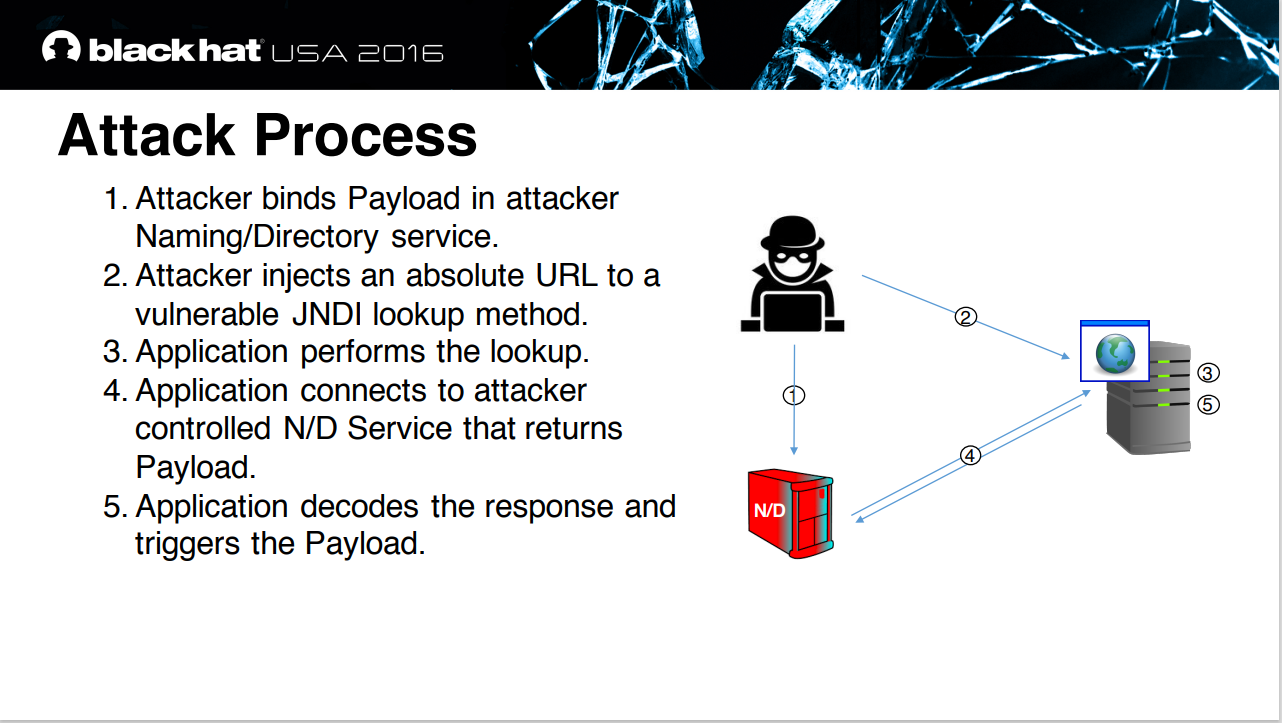 black hat USA 2016
Attack Process
1. Attacker binds Payload in attacker
Naming/Directory service.
2. Attacker injects an absolute URL to a
vulnerable JNDI lookup method.
3. Application performs the lookup.
4. Application connects to attacker
controlled N/D Service that returns
Payload.
5. Application decodes the response and
triggers the Payload.
2
3
1
5
4
N/D